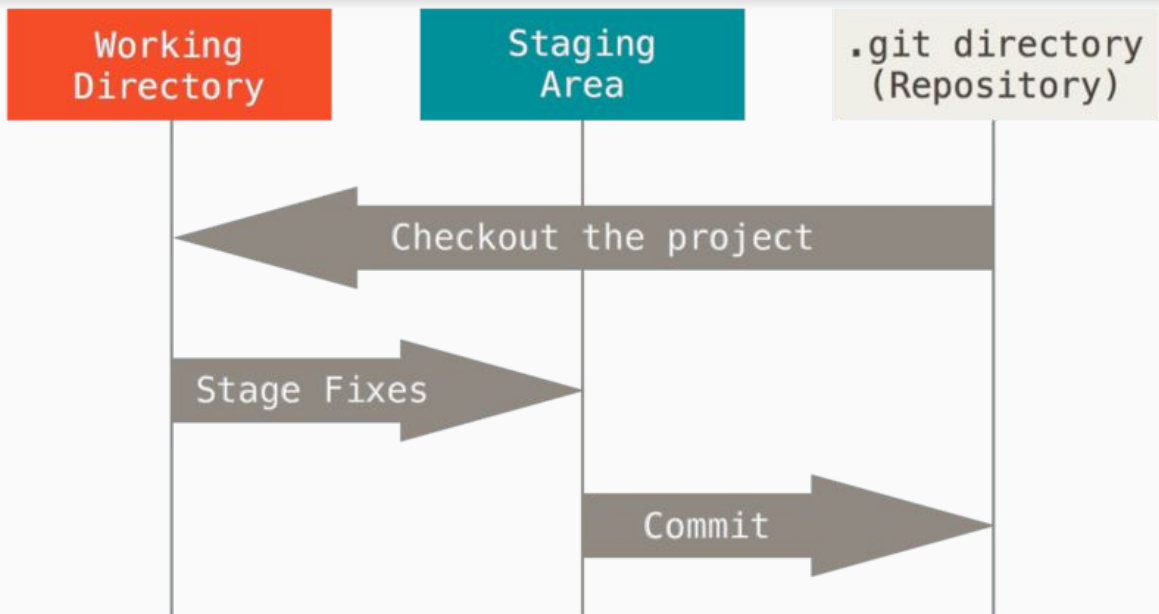 Working
Directory
Staging
Area
.git directory
(Repository)
Checkout the project
Stage Fixes
Commit